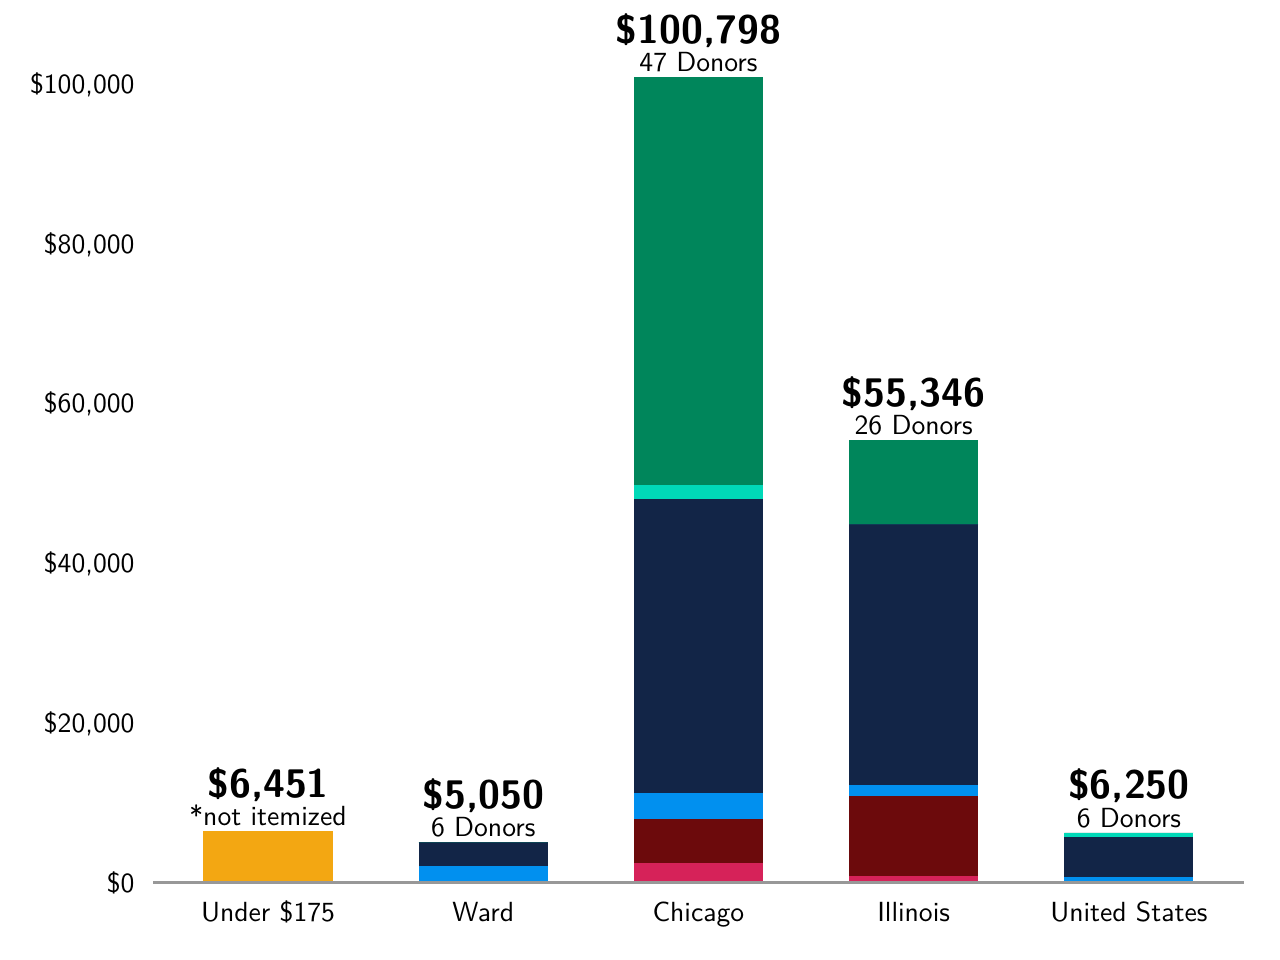 $100,798
47 Donors
$100,000
$80,000
$60,000
$40,000
$20,000
$0
$55,346
26 Donors
$6,451
*not itemized
$5,050
6 Donors
$6,250
6 Donors
Under $175
Ward
Chicago
Illinois
United States